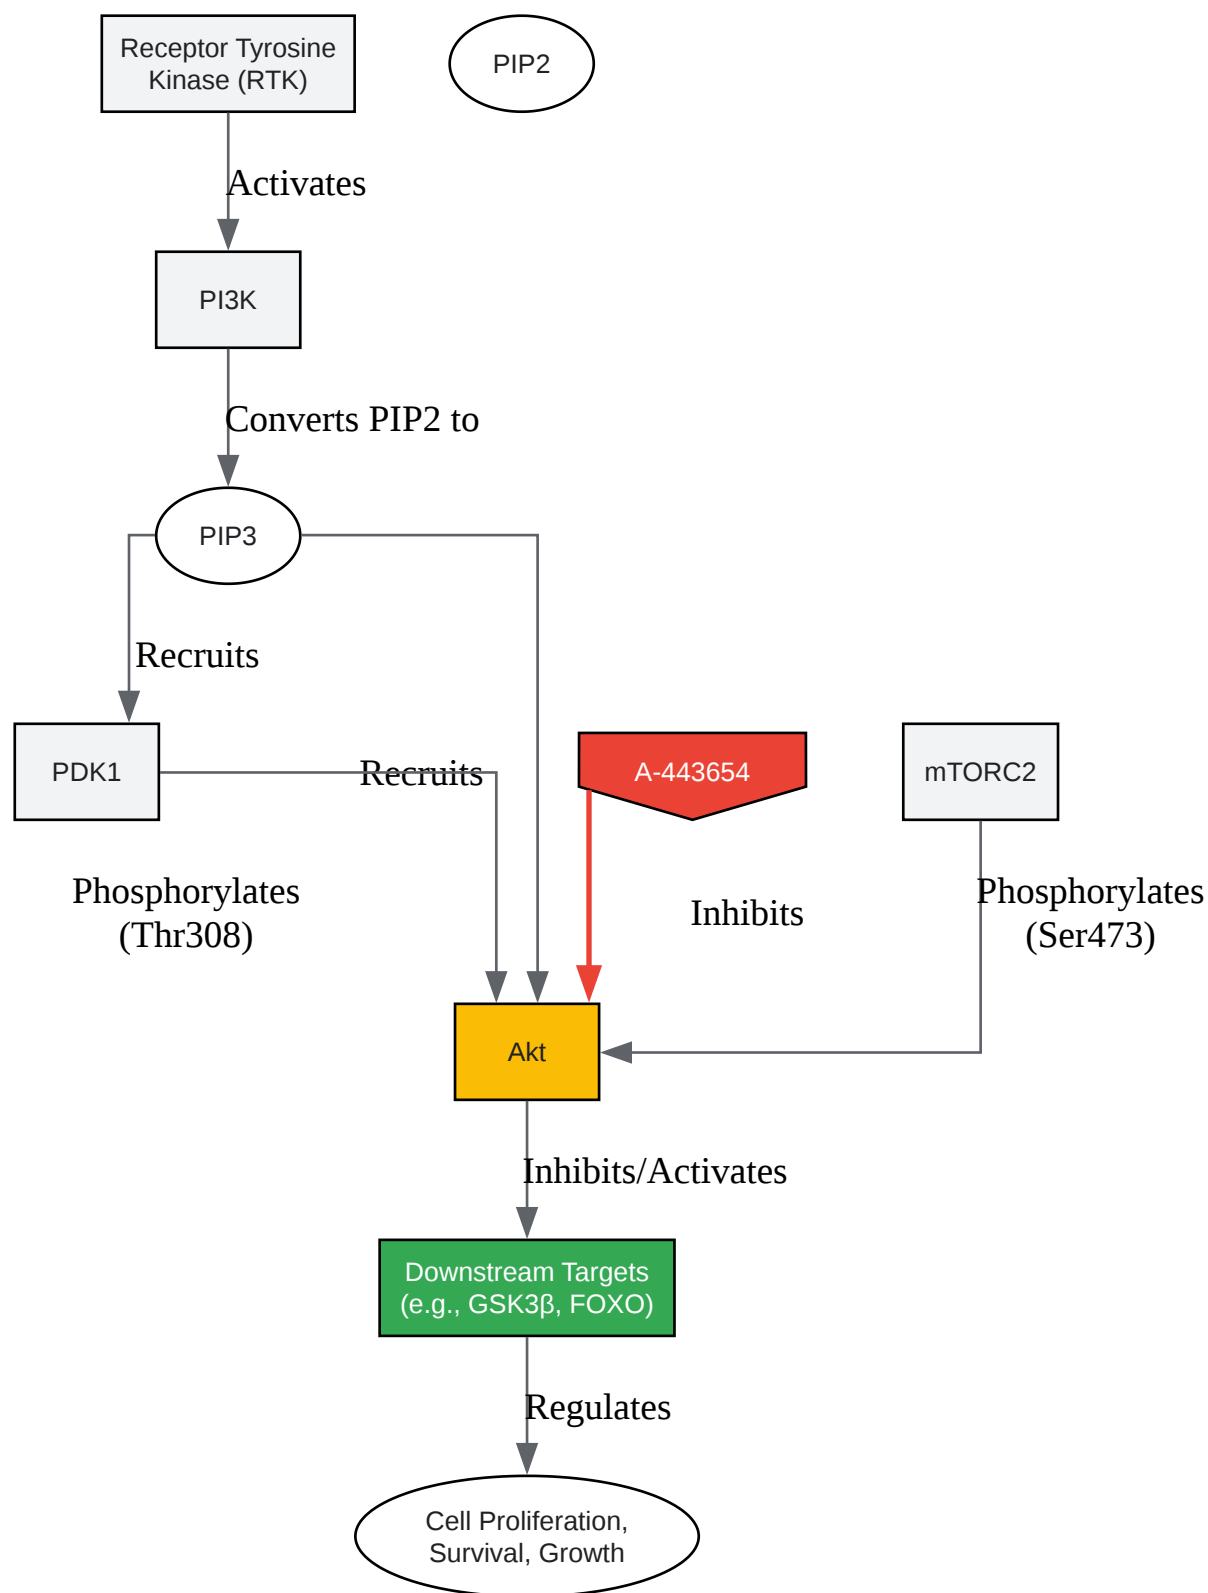 Receptor Tyrosine
Kinase (RTK)
PIP2
Activates
PI3K
Converts PIP2 to
PIP3
Recruits
PDK1
Recruits
A-443654
mTORC2
Phosphorylates
(Thr308)
Inhibits
Phosphorylates
(Ser473)
Akt
Inhibits/Activates
Downstream Targets
(e.g., GSK3β, FOXO)
Regulates
Cell Proliferation,
Survival, Growth